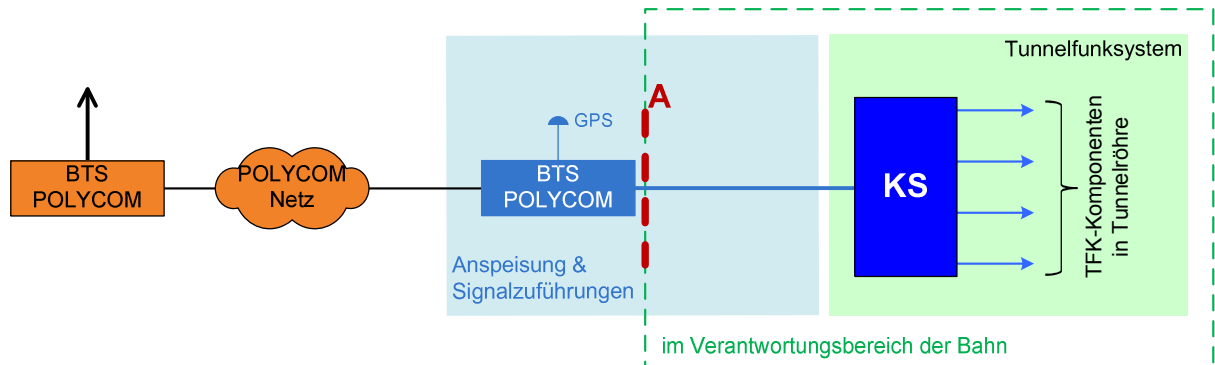 BTS
POLYCOM
POLYCOM
Netz
GPS
BTS
POLYCOM
Anspeisung &
Signalzuführungen
A
Tunnelfunksystem
KS
TFK-Komponenten
in Tunnelröhre
im Verantwortungsbereich der Bahn